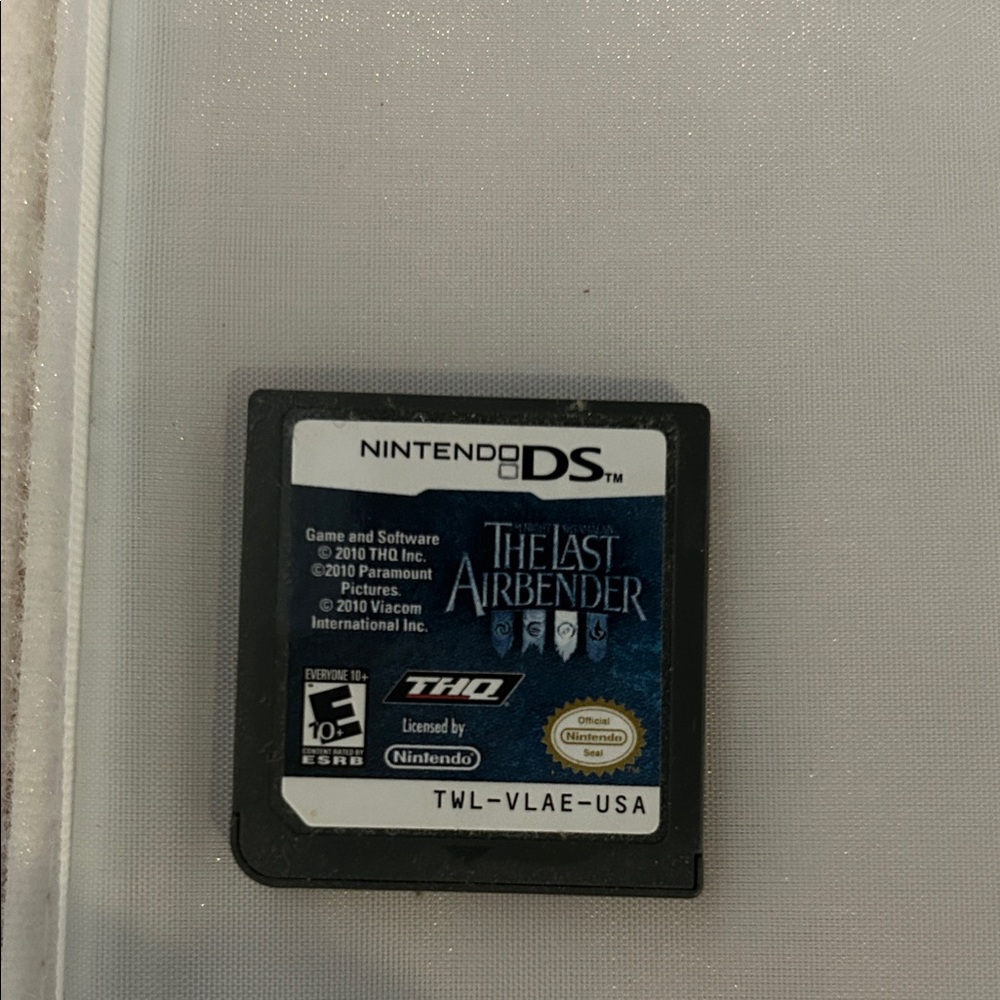 NINTENDO DS™
Game and Software
© 2010 THQ Inc.
©2010 Paramount
Pictures.
© 2010 Viacom
International Inc.
THE LAST
AIRBENDER
EVERYONE 10+
E
10+
CONTENT RATED BY
ESRB
THQ
Licensed by
Nintendo®
Official
Nintendo
Seal
TM
TWL-VLAE-USA